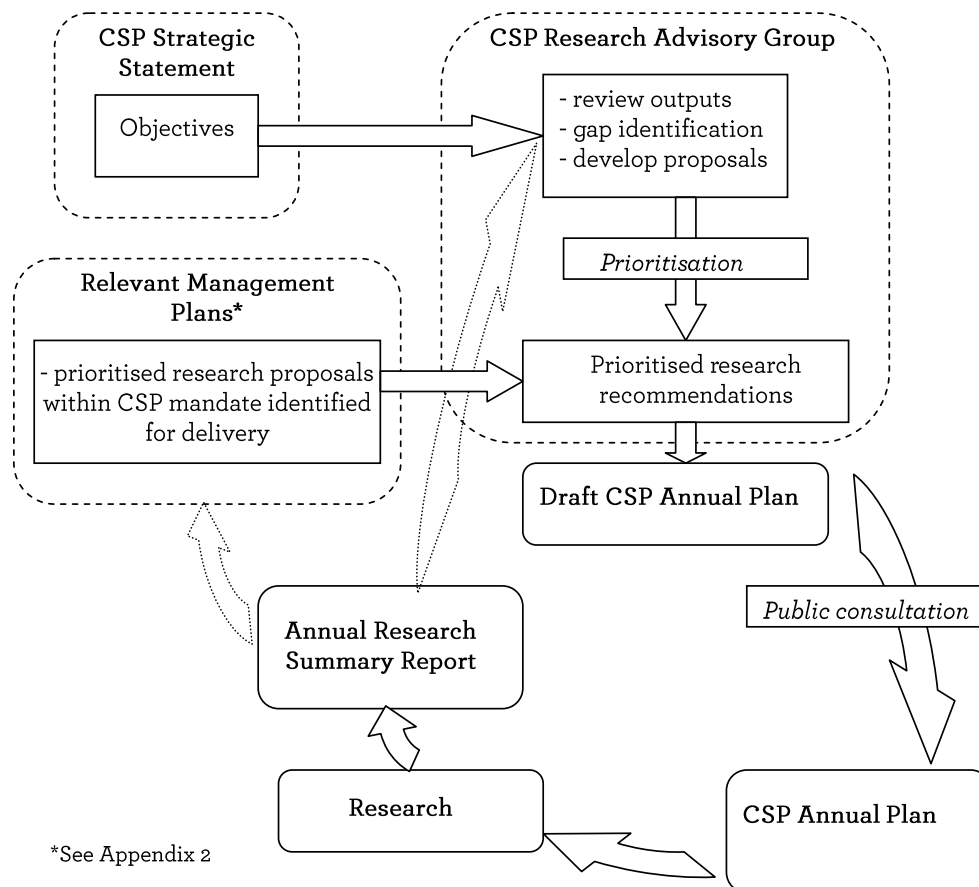 CSP Strategic
Statement
Objectives
CSP Research Advisory Group
- review outputs
- gap identification
- develop proposals
Prioritisation
Relevant Management
Plans*
- prioritised research proposals
within CSP mandate identified
for delivery
Prioritised research
recommendations
Draft CSP Annual Plan
Public consultation
Annual Research
Summary Report
Research
CSP Annual Plan
*See Appendix 2